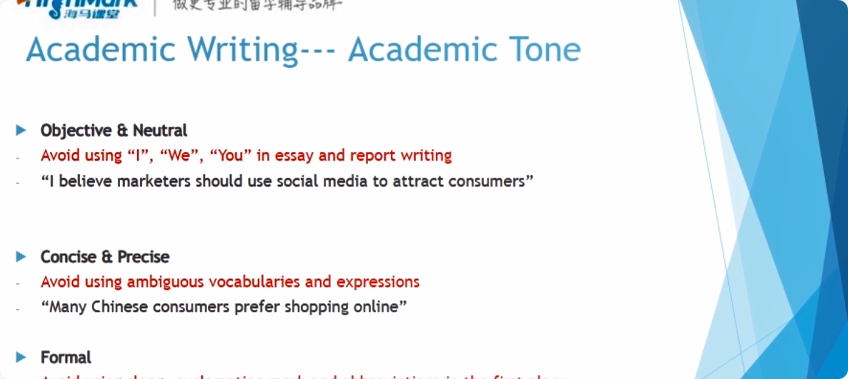 HighMark
海马课堂
做更专业的留学辅导品牌
Academic Writing--- Academic Tone
Objective & Neutral
- Avoid using “I”, “We”, “You” in essay and report writing
- “I believe marketers should use social media to attract consumers”
Concise & Precise
- Avoid using ambiguous vocabularies and expressions
- “Many Chinese consumers prefer shopping online”
Formal